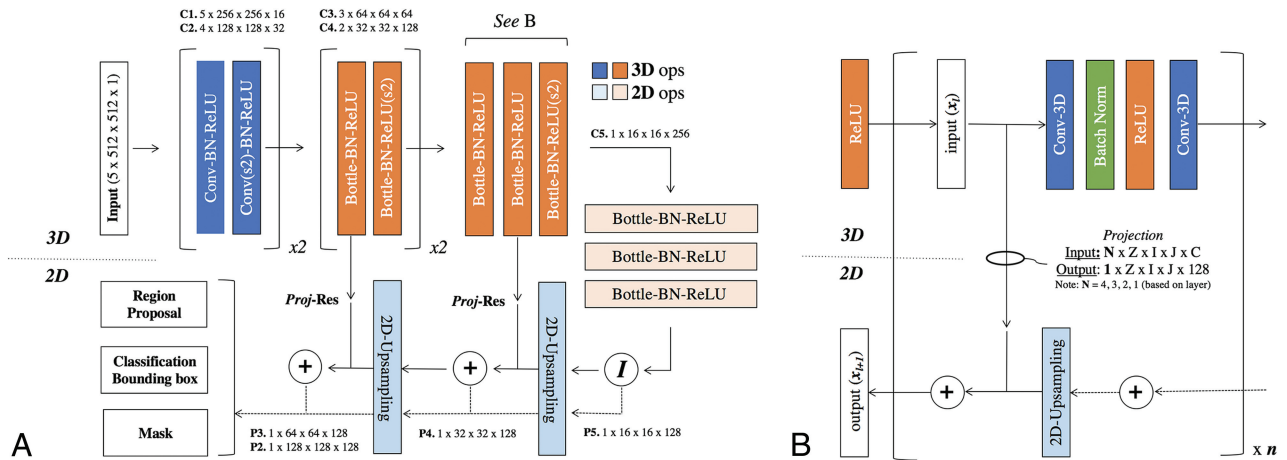 C1. 5 x 256 x 256 x 16
C2. 4 x 128 x 128 x 32
C3. 3 x 64 x 64 x 64
C4. 2 x 32 x 32 x 128
See B
Input (5 x 512 x 512 x 1)
Conv-BN-ReLU
Conv(s2)-BN-ReLU
x2
Bottle-BN-ReLU
Bottle-BN-ReLU(s2)
x2
Bottle-BN-ReLU
Bottle-BN-ReLU
Bottle-BN-ReLU(s2)
3D ops
2D ops
C5. 1 x 16 x 16 x 256
Bottle-BN-ReLU
Bottle-BN-ReLU
Bottle-BN-ReLU
3D
2D
Region
Proposal
Classification
Bounding box
Mask
Proj-Res
Proj-Res
2D-Upsampling
2D-Upsampling
+
+
I
P3. 1 x 64 x 64 x 128
P2. 1 x 128 x 128 x 128
P4. 1 x 32 x 32 x 128
P5. 1 x 16 x 16 x 128
A
ReLU
input (xl)
Conv-3D
Batch Norm
ReLU
Conv-3D
3D
2D
Projection
Input: N x Z x I x J x C
Output: 1 x Z x I x J x 128
Note: N = 4, 3, 2, 1 (based on layer)
output (xl+1)
+
2D-Upsampling
+
x n
B